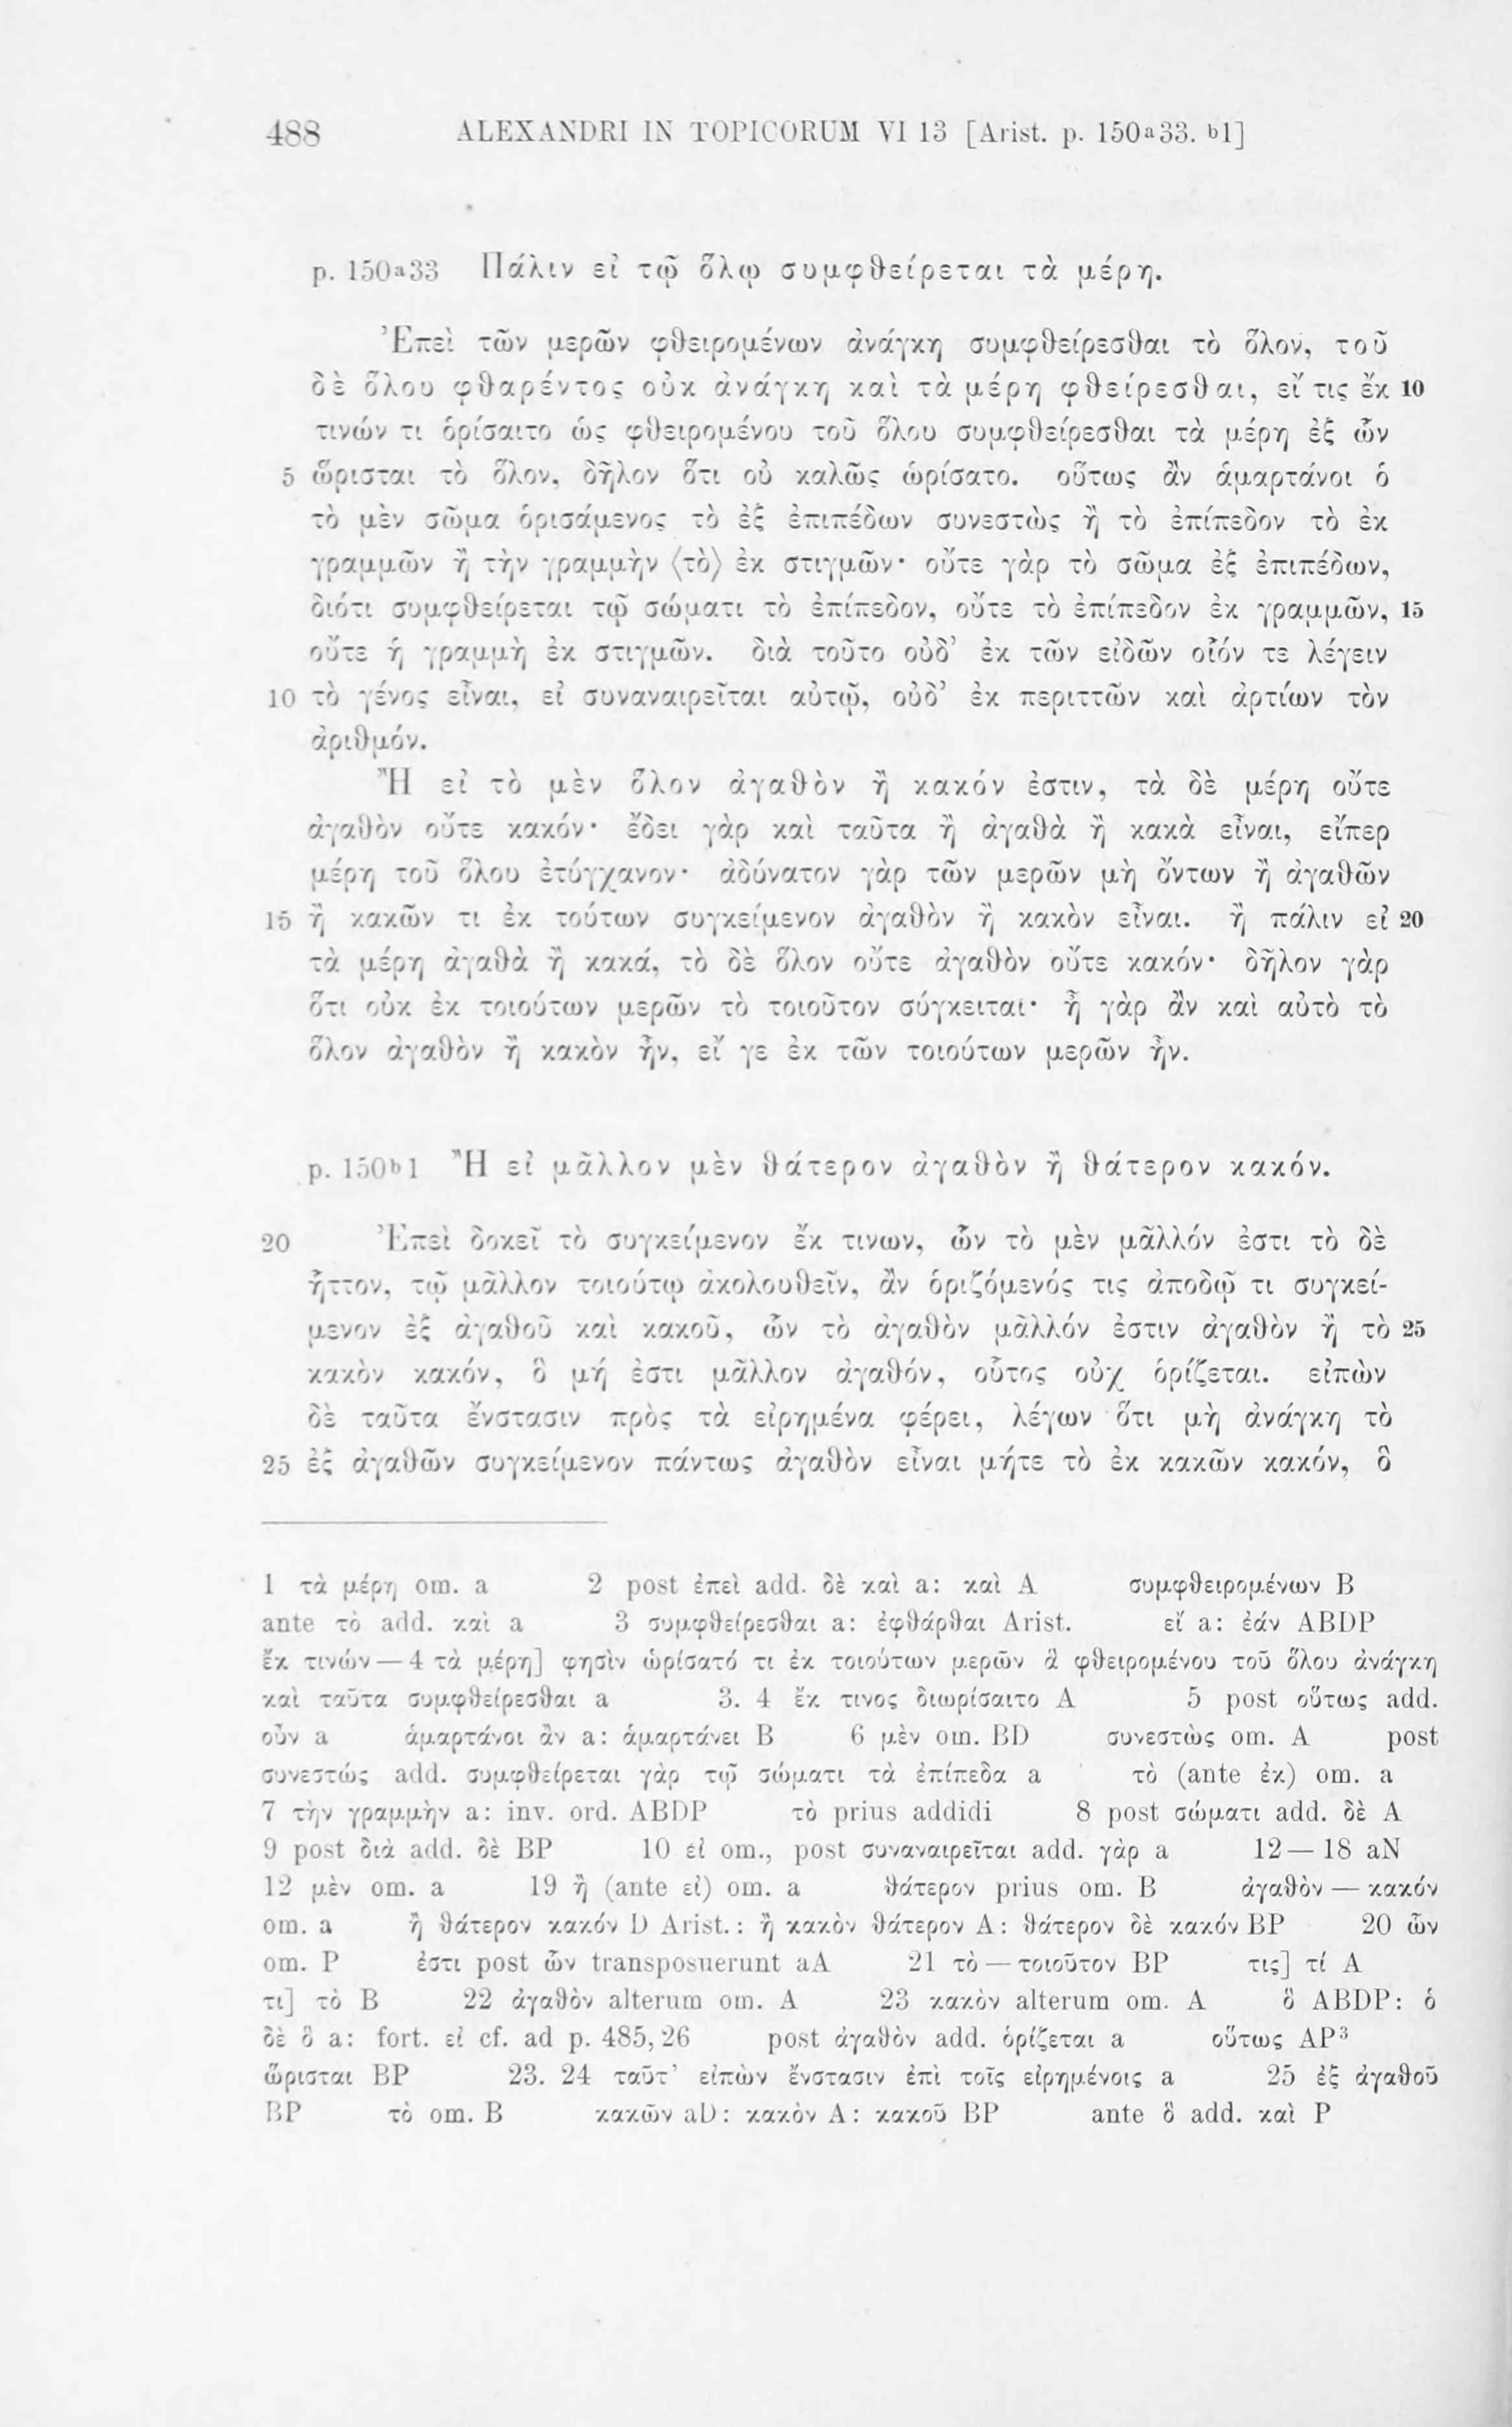 488 ALEXANDRI IN TOPICORUM VI 13 [Arist. p. 150a33. b1]
p. 150a33 Πάλιν εἰ τῷ ὅλῳ συμφθείρεται τὰ μέρη.
Ἐπεὶ τῶν μερῶν φθειρομένων ἀνάγκη συμφθείρεσθαι τὸ ὅλον, τοῦ
δὲ ὅλου φθαρέντος οὐκ ἀνάγκη καὶ τὰ μέρη φθείρεσθαι, εἴ τις ἔκ 10
τινών τι ὁρίσαιτο ὡς φθειρομένου τοῦ ὅλου συμφθείρεσθαι τὰ μέρη ἐξ ὧν
5 ὥρισται τὸ ὅλον, δῆλον ὅτι οὐ καλῶς ὡρίσατο. οὕτως ἂν ἁμαρτάνοι ὁ
τὸ μὲν σῶμα ὁρισάμενος τὸ ἐξ ἐπιπέδων συνεστὼς ἢ τὸ ἐπίπεδον τὸ ἐκ
γραμμῶν ἢ τὴν γραμμὴν ⟨τὸ⟩ ἐκ στιγμῶν· οὔτε γὰρ τὸ σῶμα ἐξ ἐπιπέδων,
διότι συμφθείρεται τῷ σώματι τὸ ἐπίπεδον, οὔτε τὸ ἐπίπεδον ἐκ γραμμῶν, 15
οὔτε ἡ γραμμὴ ἐκ στιγμῶν. διὰ τοῦτο οὐδ’ ἐκ τῶν εἰδῶν οἷόν τε λέγειν
10 τὸ γένος εἶναι, εἰ συναναιρεῖται αὐτῷ, οὐδ’ ἐκ περιττῶν καὶ ἀρτίων τὸν
ἀριθμόν.
Ἢ εἰ τὸ μὲν ὅλον ἀγαθὸν ἢ κακόν ἐστιν, τὰ δὲ μέρη οὔτε
ἀγαθὸν οὔτε κακόν· ἔδει γὰρ καὶ ταῦτα ἢ ἀγαθὰ ἢ κακὰ εἶναι, εἴπερ
μέρη τοῦ ὅλου ἐτύγχανον· ἀδύνατον γὰρ τῶν μερῶν μὴ ὄντων ἢ ἀγαθῶν
15 ἢ κακῶν τι ἐκ τούτων συγκείμενον ἀγαθὸν ἢ κακὸν εἶναι. ἢ πάλιν εἰ 20
τὰ μέρη ἀγαθὰ ἢ κακά, τὸ δὲ ὅλον οὔτε ἀγαθὸν οὔτε κακόν· δῆλον γὰρ
ὅτι οὐκ ἐκ τοιούτων μερῶν τὸ τοιοῦτον σύγκειται· ἦ γὰρ ἂν καὶ αὐτὸ τὸ
ὅλον ἀγαθὸν ἢ κακὸν ἦν, εἴ γε ἐκ τῶν τοιούτων μερῶν ἦν.
p. 150b1 Ἢ εἰ μᾶλλον μὲν θάτερον ἀγαθὸν ἢ θάτερον κακόν.
20 Ἐπεὶ δοκεῖ τὸ συγκείμενον ἔκ τινων, ὧν τὸ μὲν μᾶλλόν ἐστι τὸ δὲ
ἧττον, τῷ μᾶλλον τοιούτῳ ἀκολουθεῖν, ἂν ὁριζόμενός τις ἀποδῷ τι συγκεί-
μενον ἐξ ἀγαθοῦ καὶ κακοῦ, ὧν τὸ ἀγαθὸν μᾶλλόν ἐστιν ἀγαθὸν ἢ τὸ 25
κακὸν κακόν, ὃ μή ἐστι μᾶλλον ἀγαθόν, οὗτος οὐχ ὁρίζεται. εἰπὼν
δὲ ταῦτα ἔνστασιν πρὸς τὰ εἰρημένα φέρει, λέγων ὅτι μὴ ἀνάγκη τὸ
25 ἐξ ἀγαθῶν συγκείμενον πάντως ἀγαθὸν εἶναι μήτε τὸ ἐκ κακῶν κακόν, ὃ
1 τὰ μέρη om. a 2 post ἐπεὶ add. δὲ καὶ a: καὶ A συμφθειρομένων B
ante τὸ add. καὶ a 3 συμφθείρεσθαι a: ἐφθάρθαι Arist. εἴ a: ἐάν ABDP
ἔκ τινών — 4 τὰ μέρη] φησὶν ὡρίσατό τι ἐκ τοιούτων μερῶν ἃ φθειρομένου τοῦ ὅλου ἀνάγκη
καὶ ταῦτα συμφθείρεσθαι a 3. 4 ἔκ τινος διωρίσαιτο A 5 post οὕτως add.
οὖν a ἁμαρτάνοι ἂν a: ἁμαρτάνει B 6 μὲν om. BD συνεστὼς om. A post
συνεστώς add. συμφθείρεται γὰρ τῷ σώματι τὰ ἐπίπεδα a τὸ (ante ἐκ) om. a
7 τὴν γραμμὴν a: inv. ord. ABDP τὸ prius addidi 8 post σώματι add. δὲ A
9 post διὰ add. δὲ BP 10 εἰ om., post συναναιρεῖται add. γὰρ a 12 — 18 aN
12 μὲν om. a 19 ἢ (ante εἰ) om. a θάτερον prius om. B ἀγαθὸν — κακόν
om. a ἢ θάτερον κακόν D Arist.: ἢ κακὸν θάτερον A: θάτερον δὲ κακόν BP 20 ὧν
om. P ἐστι post ὧν transposuerunt aA 21 τὸ — τοιοῦτον BP τις] τί A
τι] τὸ B 22 ἀγαθὸν alterum om. A 23 κακὸν alterum om. A ὃ ABDP: ὁ
δὲ ὃ a: fort. εἰ cf. ad p. 485,26 post ἀγαθὸν add. ὁρίζεται a οὕτως AP3
ὥρισται BP 23. 24 ταῦτ’ εἰπὼν ἔνστασιν ἐπὶ τοῖς εἰρημένοις a 25 ἐξ ἀγαθοῦ
BP τὸ om. B κακῶν aD: κακὸν A: κακοῦ BP ante ὃ add. καὶ P